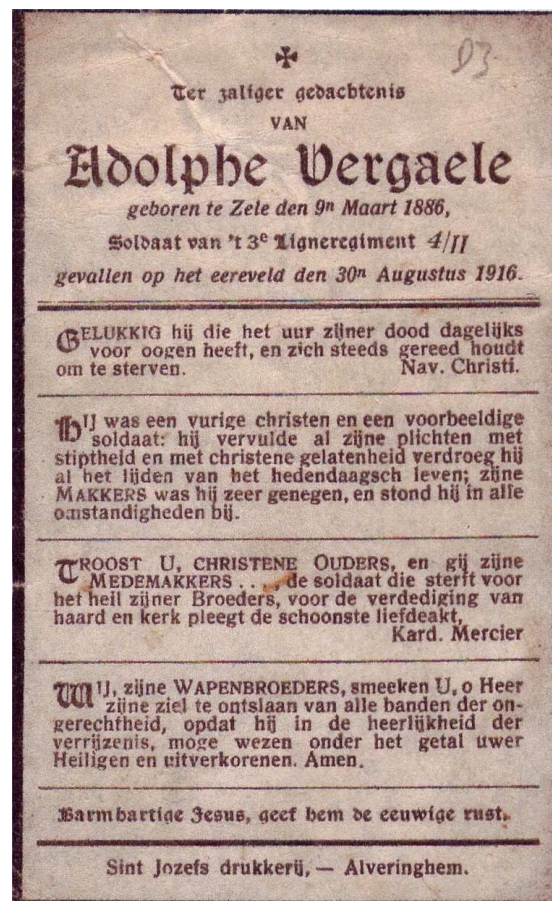 D3
✠
Ter zaliger gedachtenis
VAN
Adolphe Vergaele
geboren te Zele den 9n Maart 1886,
Soldaat van 't 3e Ligneregiment 4/II
gevallen op het eereveld den 30n Augustus 1916.
GELUKKIG hij die het uur zijner dood dagelijks
voor oogen heeft, en zich steeds gereed houdt
om te sterven. Nav. Christi.
HIJ was een vurige christen en een voorbeeldige
soldaat: hij vervulde al zijne plichten met
stiptheid en met christene gelatenheid verdroeg hij
al het lijden van het hedendaagsch leven; zijne
MAKKERS was hij zeer genegen, en stond hij in alle
omstandigheden bij.
TROOST U, CHRISTENE OUDERS, en gij zijne
MEDEMAKKERS . . . , de soldaat die sterft voor
het heil zijner Broeders, voor de verdediging van
haard en kerk pleegt de schoonste liefdeakt,
Kard. Mercier
WIJ, zijne WAPENBROEDERS, smeeken U, o Heer
zijne ziel te ontslaan van alle banden der on-
gerechtheid, opdat hij in de heerlijkheid der
verrijzenis, moge wezen onder het getal uwer
Heiligen en uitverkorenen. Amen.
Barmhartige Jesus, geef hem de eeuwige rust.
Sint Jozefs drukkerij, — Alveringhem.